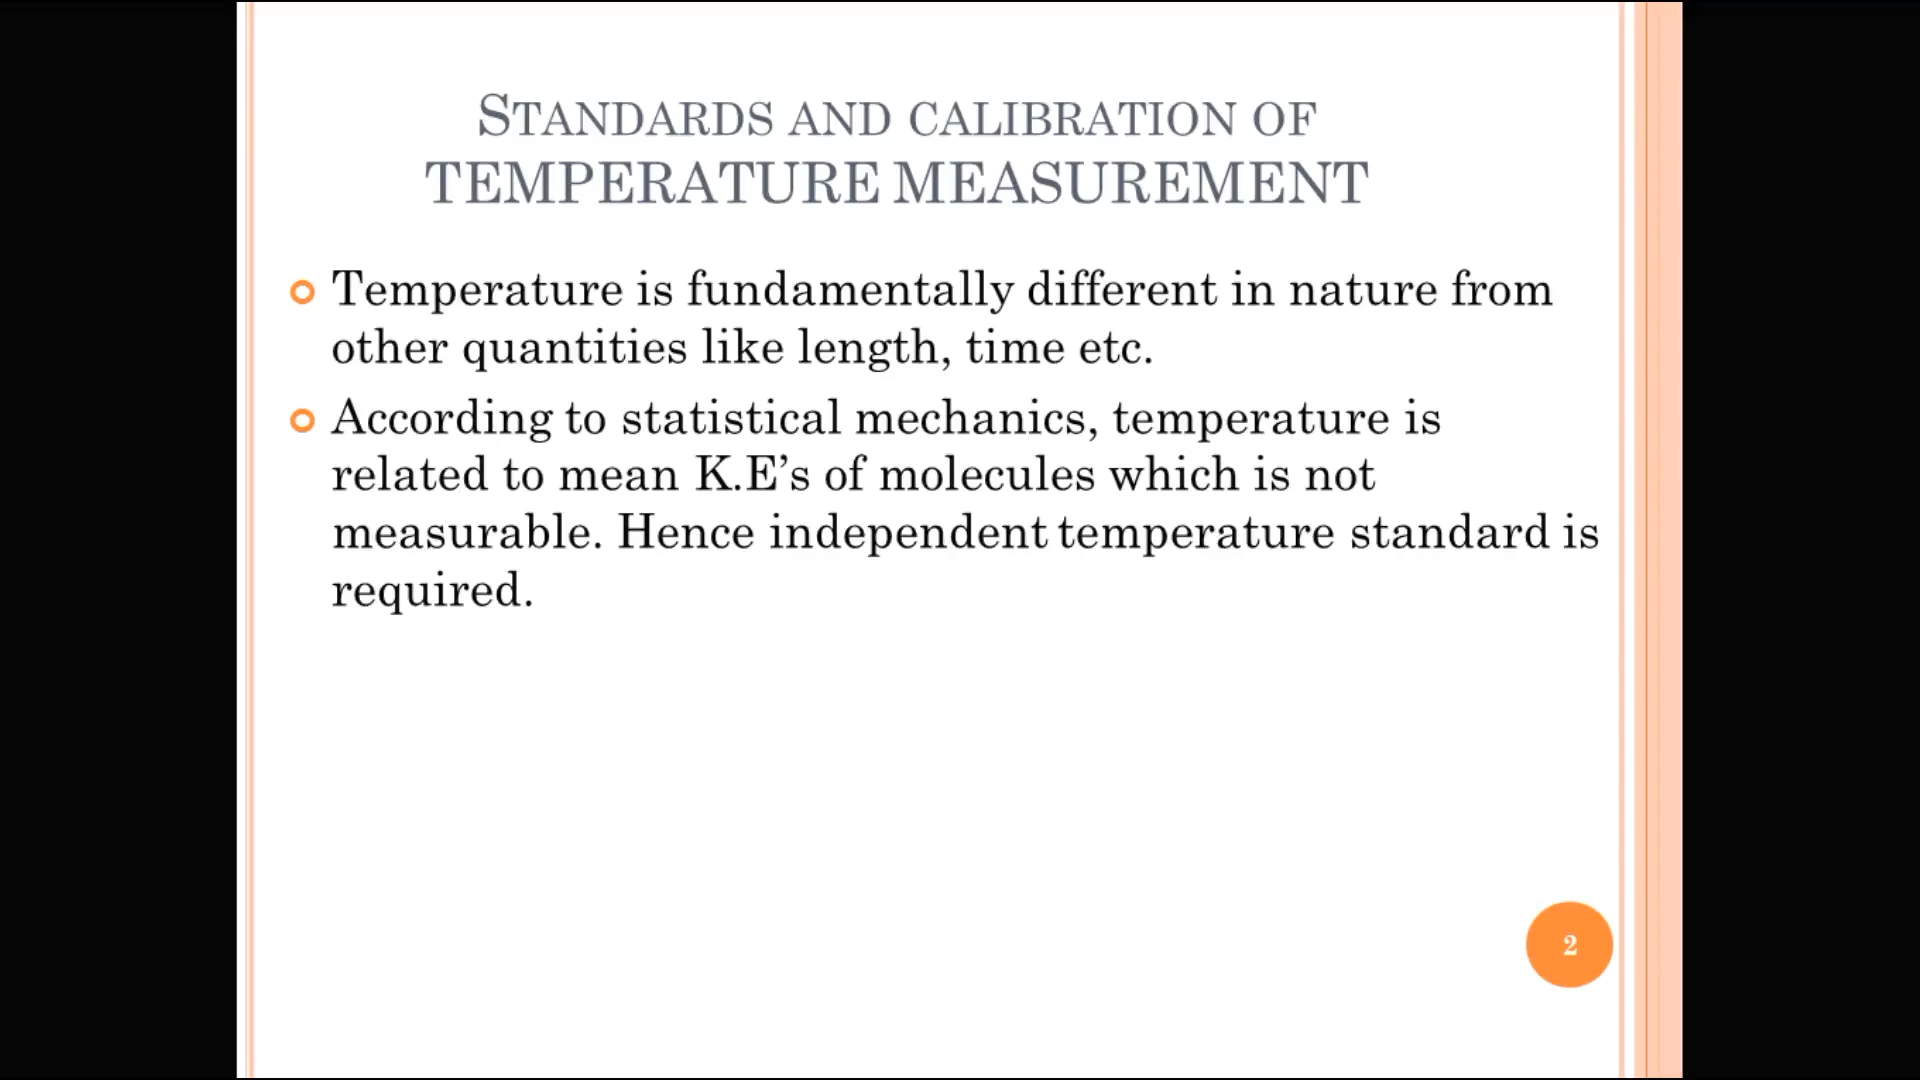 STANDARDS AND CALIBRATION OF
TEMPERATURE MEASUREMENT
Temperature is fundamentally different in nature from
other quantities like length, time etc.
According to statistical mechanics, temperature is
related to mean K.E’s of molecules which is not
measurable. Hence independent temperature standard is
required.
2